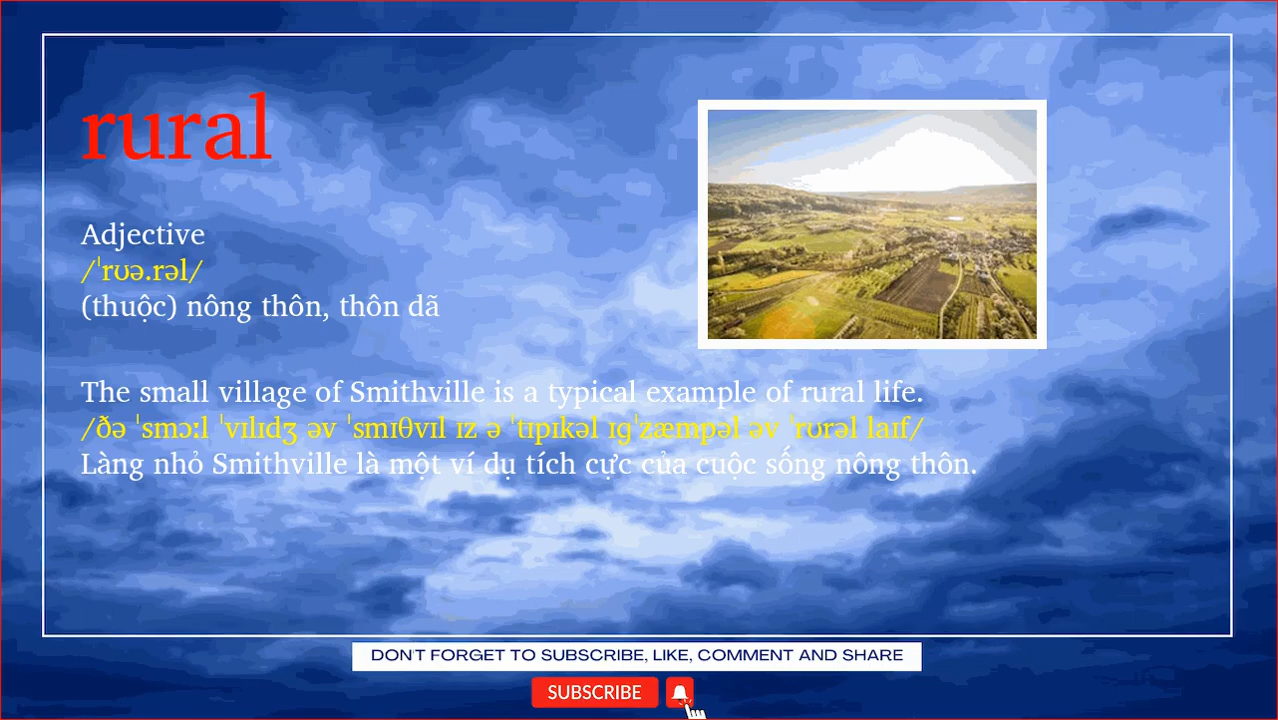 rural
Adjective
/ˈrʊə.rəl/
(thuộc) nông thôn, thôn dã
The small village of Smithville is a typical example of rural life.
/ðə ˈsmɔːl ˈvɪlɪdʒ əv ˈsmɪθvɪl ɪz ə ˈtɪpɪkəl ɪɡˈzæmpəl əv ˈrʊrəl laɪf/
Làng nhỏ Smithville là một ví dụ tích cực của cuộc sống nông thôn.
DON'T FORGET TO SUBSCRIBE, LIKE, COMMENT AND SHARE
SUBSCRIBE